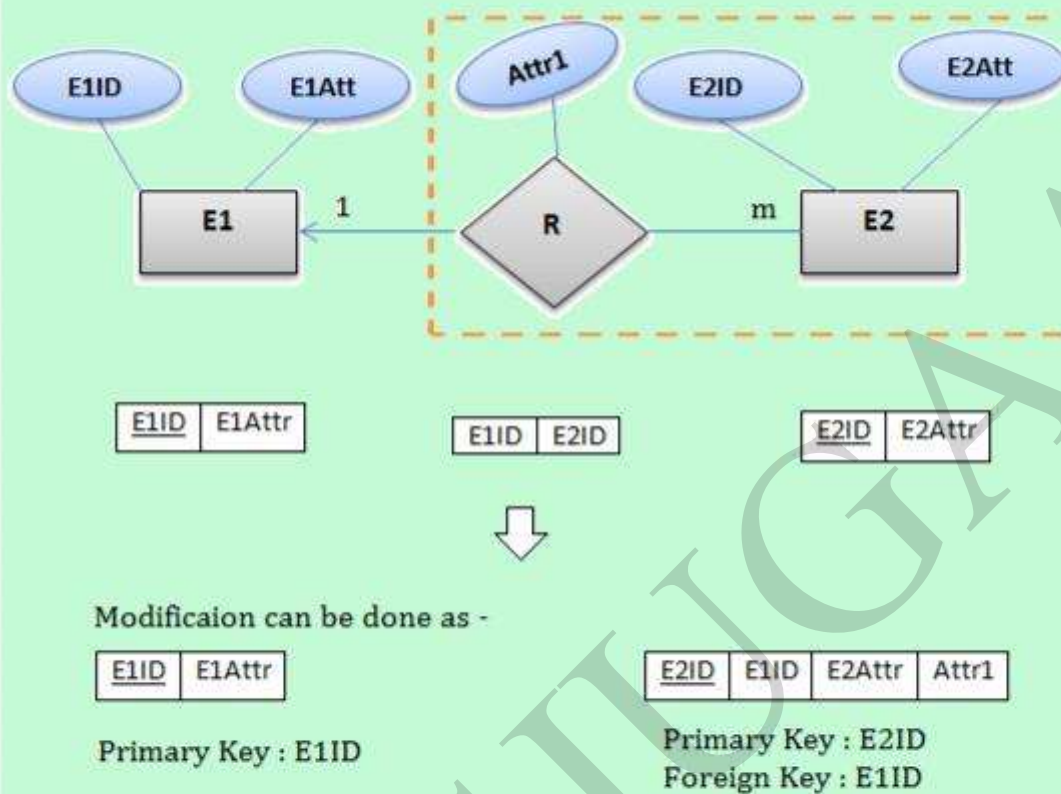 E1ID E1Att Attr1 E2ID E2Att
E1 1 R m E2
E1ID E1Attr E1ID E2ID E2ID E2Attr
Modificaion can be done as -
E1ID E1Attr E2ID E1ID E2Attr Attr1
Primary Key : E1ID Primary Key : E2ID
Foreign Key : E1ID